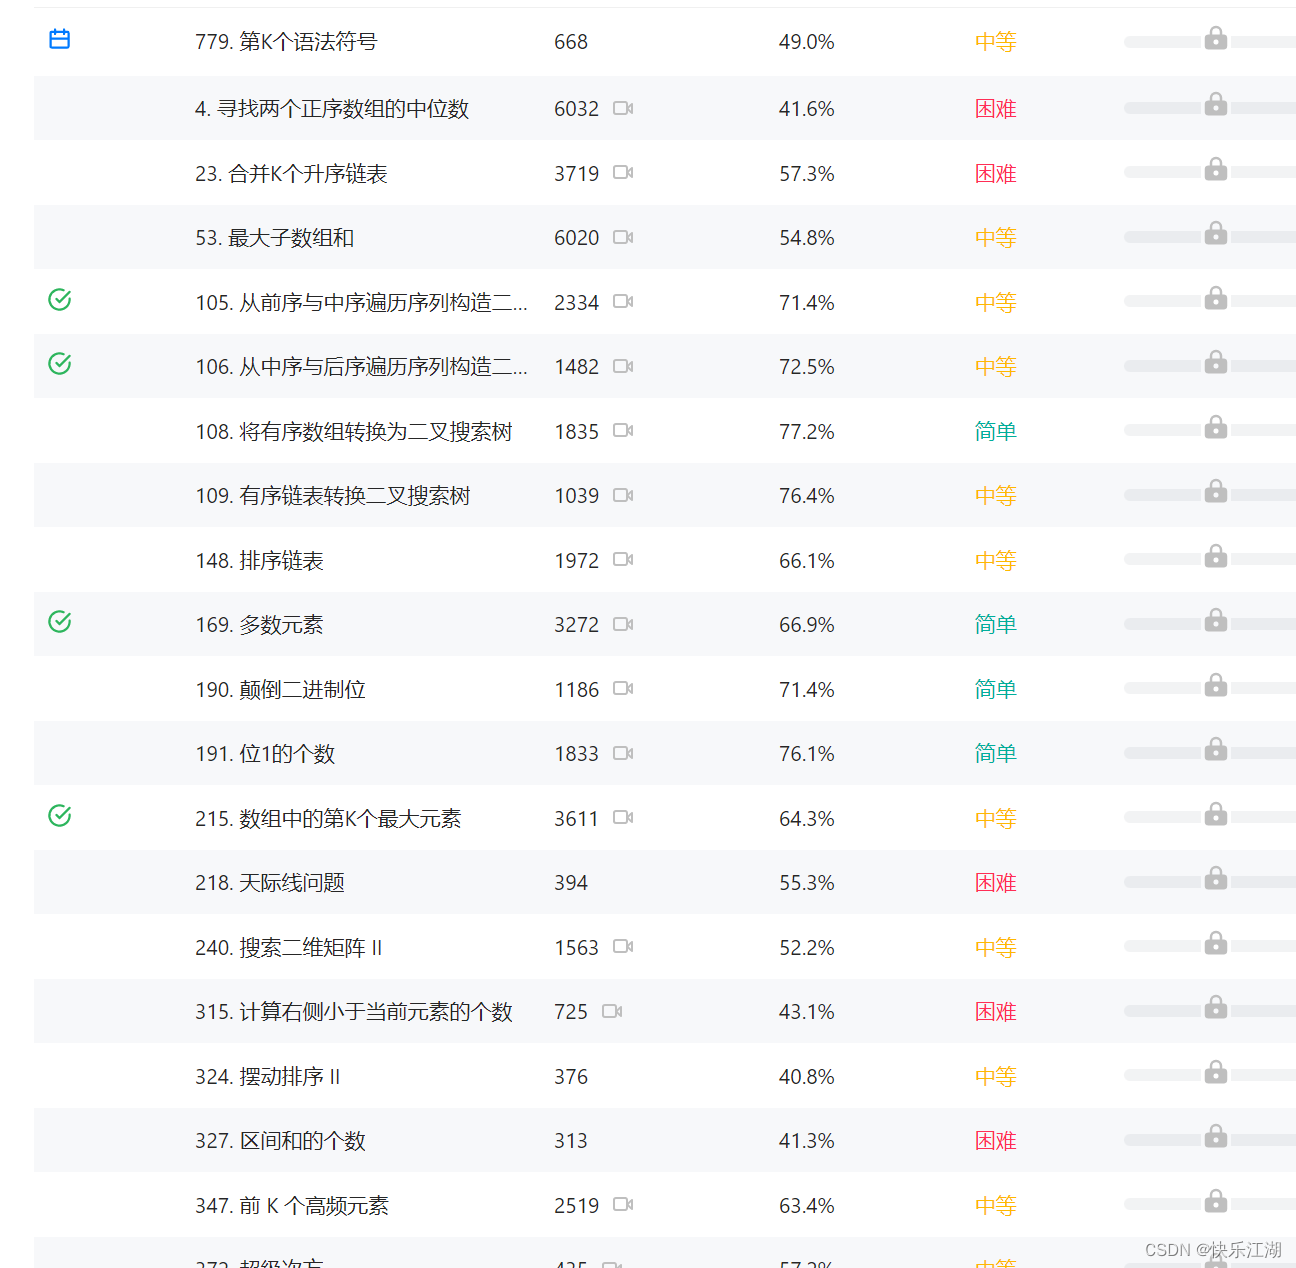 779. 第K个语法符号 668 49.0% 中等
4. 寻找两个正序数组的中位数 6032 41.6% 困难
23. 合并K个升序链表 3719 57.3% 困难
53. 最大子数组和 6020 54.8% 中等
105. 从前序与中序遍历序列构造二... 2334 71.4% 中等
106. 从中序与后序遍历序列构造二... 1482 72.5% 中等
108. 将有序数组转换为二叉搜索树 1835 77.2% 简单
109. 有序链表转换二叉搜索树 1039 76.4% 中等
148. 排序链表 1972 66.1% 中等
169. 多数元素 3272 66.9% 简单
190. 颠倒二进制位 1186 71.4% 简单
191. 位1的个数 1833 76.1% 简单
215. 数组中的第K个最大元素 3611 64.3% 中等
218. 天际线问题 394 55.3% 困难
240. 搜索二维矩阵 II 1563 52.2% 中等
315. 计算右侧小于当前元素的个数 725 43.1% 困难
324. 摆动排序 II 376 40.8% 中等
327. 区间和的个数 313 41.3% 困难
347. 前 K 个高频元素 2519 63.4% 中等
372. 超级次方 425 57.2% 中等
CSDN @快乐江湖